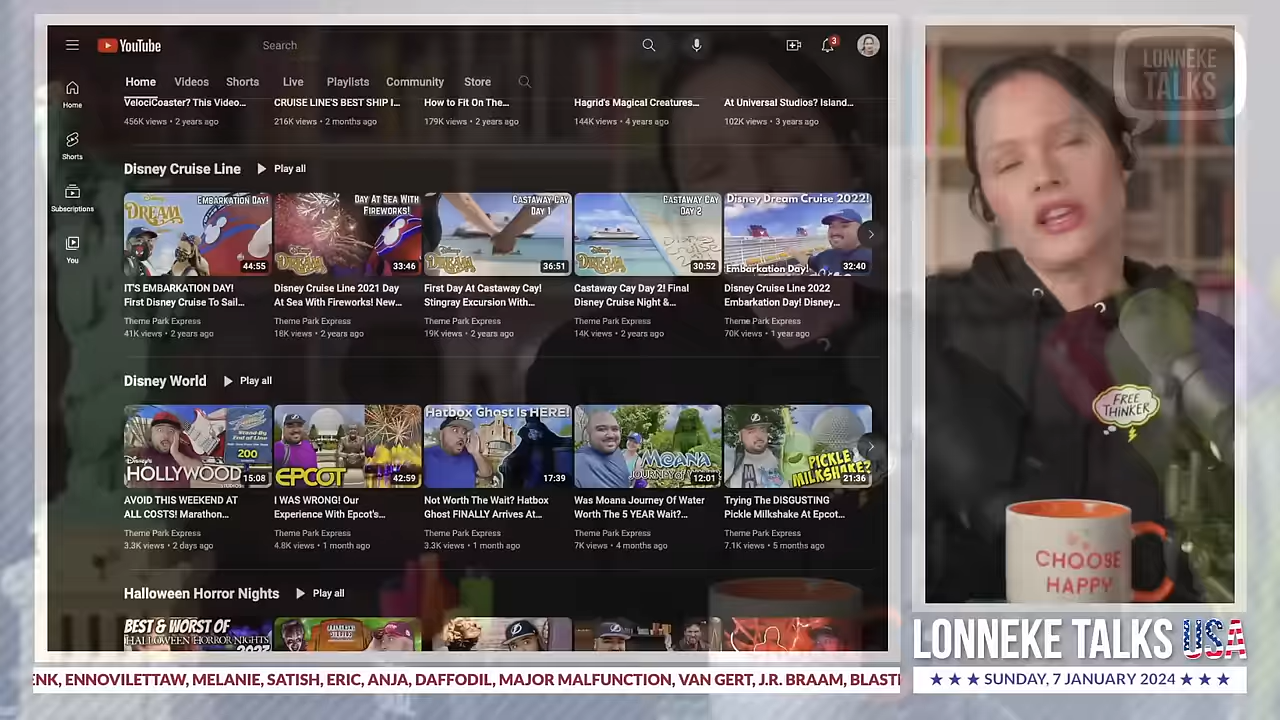 YouTube
Search
3
LONNEKE
TALKS
Home
Videos
Shorts
Live
Playlists
Community
Store
Home
Shorts
Subscriptions
You
VelociCoaster? This Video...
456K views • 2 years ago
CRUISE LINE'S BEST SHIP I...
216K views • 2 months ago
How to Fit On The...
179K views • 2 years ago
Hagrid's Magical Creatures...
144K views • 4 years ago
At Universal Studios? Island...
102K views • 3 years ago
Disney Cruise Line
Play all
EMBARKATION DAY!
DREAM
44:55
IT'S EMBARKATION DAY!
First Disney Cruise To Sail...
Theme Park Express
41K views • 2 years ago
DAY AT SEA WITH
FIREWORKS!
DREAM
33:46
Disney Cruise Line 2021 Day
At Sea With Fireworks! New...
Theme Park Express
18K views • 2 years ago
CASTAWAY CAY
DAY 1
DREAM
36:51
First Day At Castaway Cay!
Stingray Excursion With...
Theme Park Express
19K views • 2 years ago
CASTAWAY CAY
DAY 2
DREAM
30:52
Castaway Cay Day 2! Final
Disney Cruise Night &...
Theme Park Express
14K views • 2 years ago
Disney Dream Cruise 2022!
Embarkation Day!
32:40
Disney Cruise Line 2022
Embarkation Day! Disney...
Theme Park Express
70K views • 1 year ago
Disney World
Play all
Stand-By
End of Line
200
Disney's
HOLLYWOOD
15:08
AVOID THIS WEEKEND AT
ALL COSTS! Marathon...
Theme Park Express
3.3K views • 2 days ago
EPCOT
42:59
I WAS WRONG! Our
Experience With Epcot's...
Theme Park Express
4.8K views • 1 month ago
Hatbox Ghost Is HERE!
17:39
Not Worth The Wait? Hatbox
Ghost FINALLY Arrives At...
Theme Park Express
3.3K views • 1 month ago
MOANA
JOURNEY of
12:01
Was Moana Journey Of Water
Worth The 5 YEAR Wait?...
Theme Park Express
7K views • 4 months ago
PICKLE
MILKSHAKE?
21:36
Trying The DISGUSTING
Pickle Milkshake At Epcot...
Theme Park Express
7.1K views • 5 months ago
Halloween Horror Nights
Play all
BEST & WORST OF
HALLOWEEN HORROR NIGHTS
2023
FREE
THINKER
CHOOSE
HAPPY
LONNEKE TALKS USA
ENK, ENNOVILETTAW, MELANIE, SATISH, ERIC, ANJA, DAFFODIL, MAJOR MALFUNCTION, VAN GERT, J.R. BRAAM, BLASTI
★ ★ ★ SUNDAY, 7 JANUARY 2024 ★ ★ ★